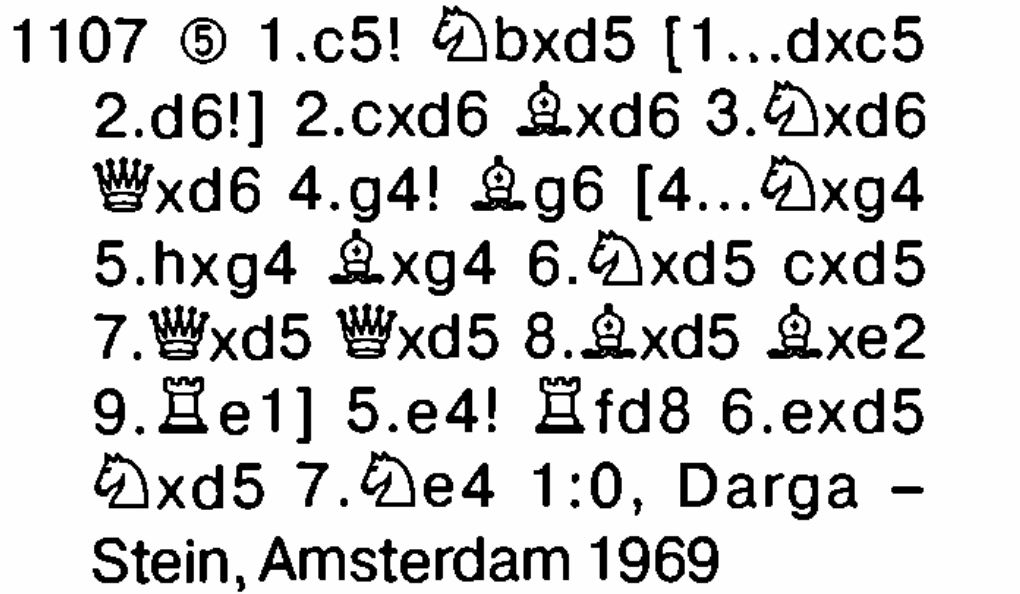 1107 ⑤ 1.c5! ♘bxd5 [1...dxc5
2.d6!] 2.cxd6 ♗xd6 3.♘xd6
♕xd6 4.g4! ♗g6 [4...♘xg4
5.hxg4 ♗xg4 6.♘xd5 cxd5
7.♕xd5 ♕xd5 8.♗xd5 ♗xe2
9.♖e1] 5.e4! ♖fd8 6.exd5
♘xd5 7.♘e4 1:0, Darga –
Stein, Amsterdam 1969